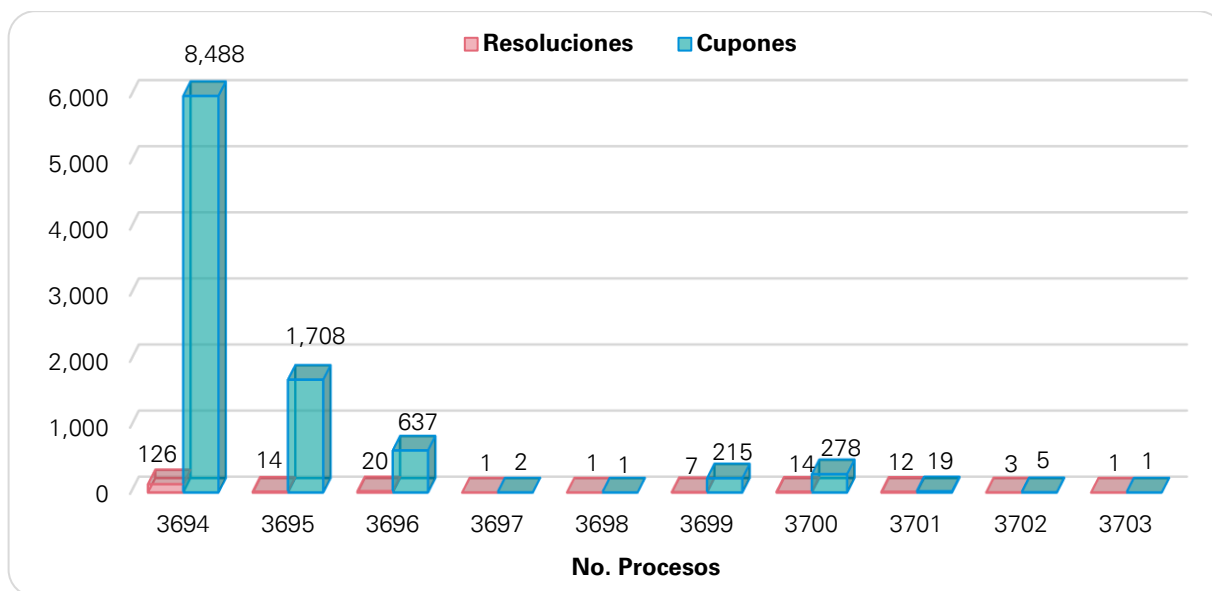 Resoluciones Cupones
8,488
6,000
5,000
4,000
3,000
2,000
1,000
0
1,708
637
126 14 20 1 2 1 1 7 215 14 278 12 19 3 5 1 1
3694 3695 3696 3697 3698 3699 3700 3701 3702 3703
No. Procesos